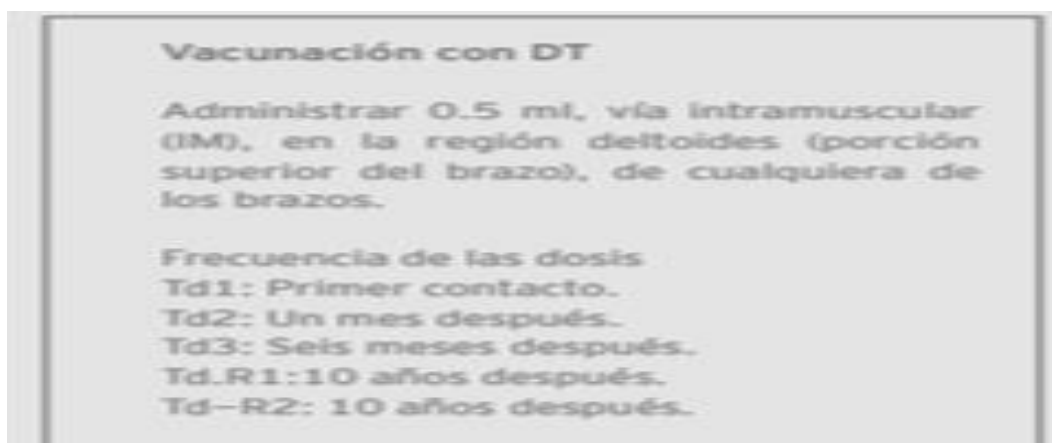 Vacunación con DT
Administrar 0.5 ml, vía intramuscular
(IM), en la región deltoides (porción
superior del brazo), de cualquiera de
los brazos.
Frecuencia de las dosis
Td1: Primer contacto.
Td2: Un mes después.
Td3: Seis meses después.
Td.R1:10 años después.
Td-R2: 10 años después.